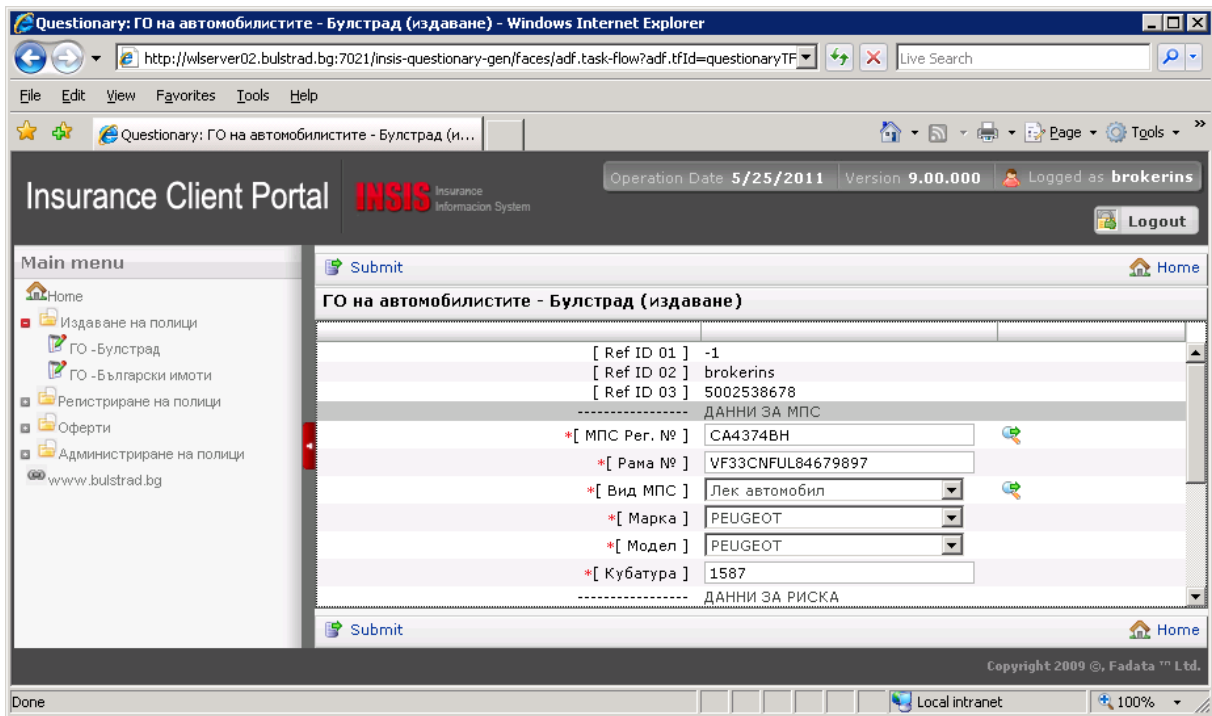 Questionary: ГО на автомобилистите - Булстрад (издаване) - Windows Internet Explorer
http://wlserver02.bulstrad.bg:7021/insis-questionary-gen/faces/adf.task-flow?adf.tfId=questionaryTF
Live Search
File Edit View Favorites Tools Help
Questionary: ГО на автомобилистите - Булстрад (и...
Page Tools »
Insurance Client Portal
INSIS Insurance Informacion System
Operation Date 5/25/2011 Version 9.00.000 Logged as brokerins
Logout
Main menu
Home
Издаване на полици
ГО -Булстрад
ГО -Български имоти
Регистриране на полици
Оферти
Администриране на полици
www.bulstrad.bg
Submit Home
ГО на автомобилистите - Булстрад (издаване)
[ Ref ID 01 ] -1
[ Ref ID 02 ] brokerins
[ Ref ID 03 ] 5002538678
----------------- ДАННИ ЗА МПС
*[ МПС Рег. № ] CA4374BH
*[ Рама № ] VF33CNFUL84679897
*[ Вид МПС ] Лек автомобил
*[ Марка ] PEUGEOT
*[ Модел ] PEUGEOT
*[ Кубатура ] 1587
----------------- ДАННИ ЗА РИСКА
Submit Home
Copyright 2009 ©, Fadata ™ Ltd.
Done Local intranet 100%